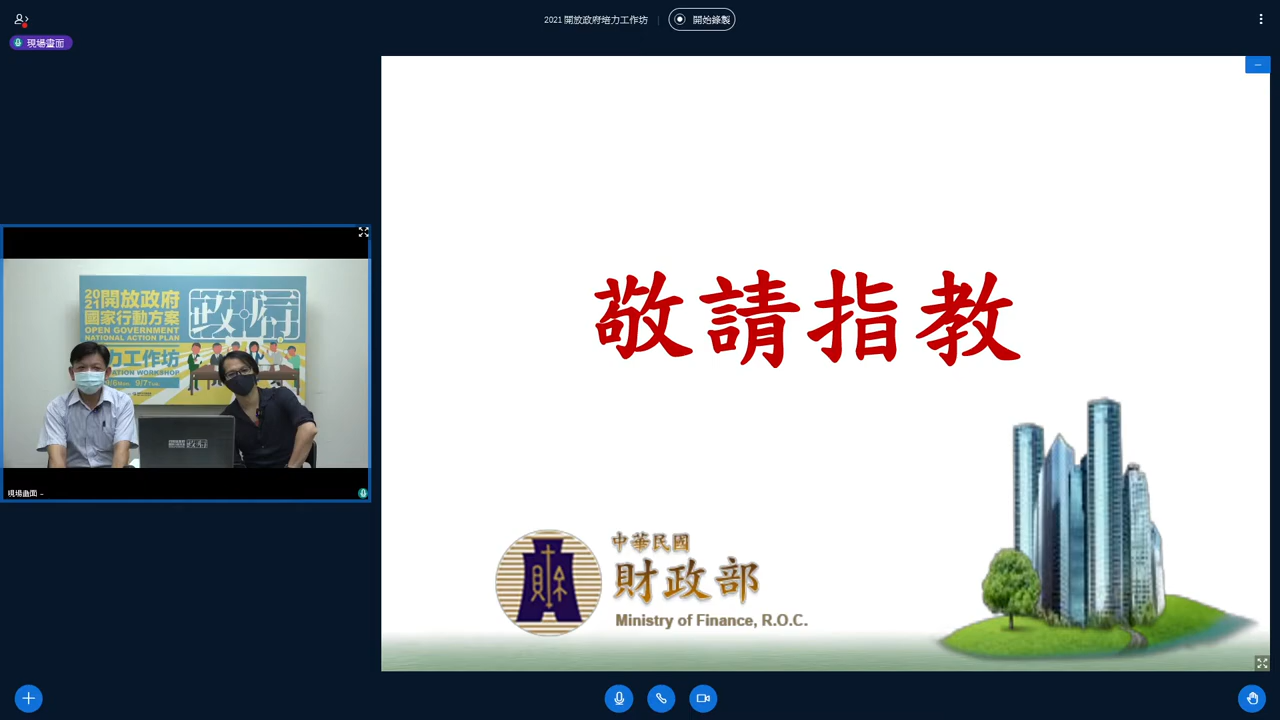 2021 開放政府培力工作坊
開始錄製
現場畫面
2021開放政府
國家行動方案
OPEN GOVERNMENT
NATIONAL ACTION PLAN
力工作坊
WORKSHOP
9/7
現場畫面
敬請指教
中華民國
財政部
Ministry of Finance, R.O.C.